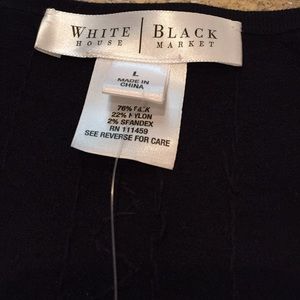 WHITE | BLACK
HOUSE | MARKET
L
MADE IN
CHINA
76%
22% NYLON
2% SPANDEX
RN 111459
SEE REVERSE FOR CARE